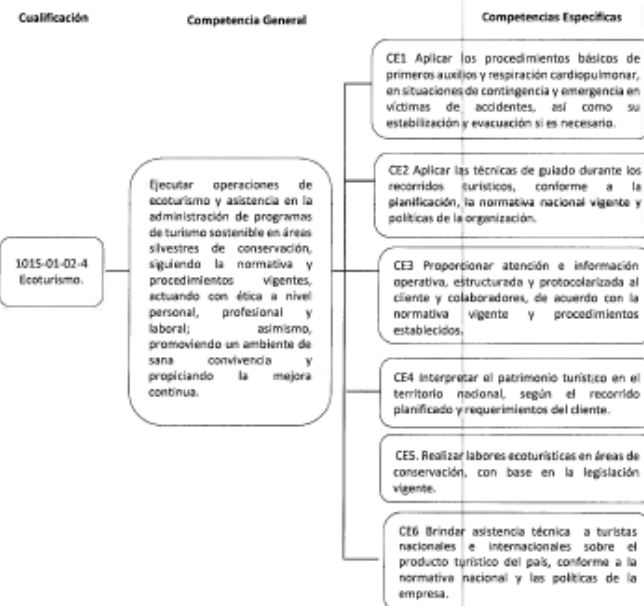 Cualificación
Competencia General
Competencias Específicas
1015-01-02-4
Ecoturismo.
Ejecutar operaciones de
ecoturismo y asistencia en la
administración de programas
de turismo sostenible en áreas
silvestres de conservación,
siguiendo la normativa y
procedimientos vigentes,
actuando con ética a nivel
personal, profesional y
laboral; asimismo,
promoviendo un ambiente de
sana convivencia y
propiciando la mejora
continua.
CE1 Aplicar los procedimientos básicos de
primeros auxilios y respiración cardiopulmonar,
en situaciones de contingencia y emergencia en
víctimas de accidentes, así como su
estabilización y evacuación si es necesario.
CE2 Aplicar las técnicas de guiado durante los
recorridos turísticos, conforme a la
planificación, la normativa nacional vigente y
políticas de la organización.
CE3 Proporcionar atención e información
operativa, estructurada y protocolarizada al
cliente y colaboradores, de acuerdo con la
normativa vigente y procedimientos
establecidos.
CE4 Interpretar el patrimonio turístico en el
territorio nacional, según el recorrido
planificado y requerimientos del cliente.
CE5. Realizar labores ecoturísticas en áreas de
conservación, con base en la legislación
vigente.
CE6 Brindar asistencia técnica a turistas
nacionales e internacionales sobre el
producto turístico del país, conforme a la
normativa nacional y las políticas de la
empresa.